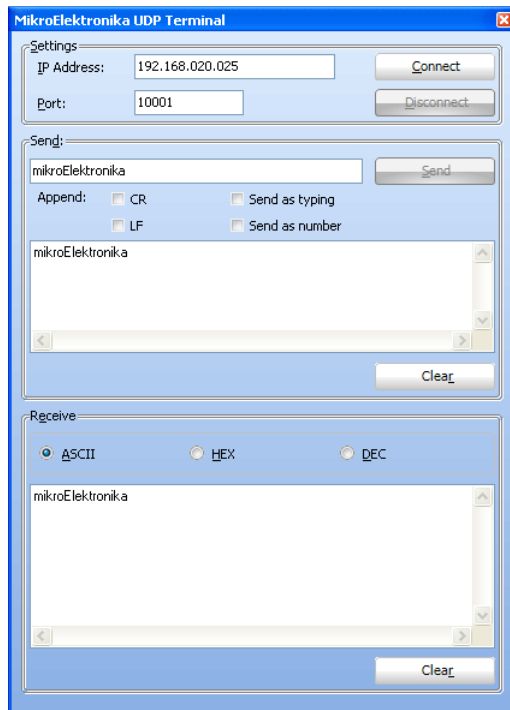 MikroElektronika UDP Terminal
Settings
IP Address: 192.168.020.025 Connect
Port: 10001 Disconnect
Send:
mikroElektronika Send
Append: CR Send as typing
LF Send as number
mikroElektronika
Clear
Receive
ASCII HEX DEC
mikroElektronika
Clear